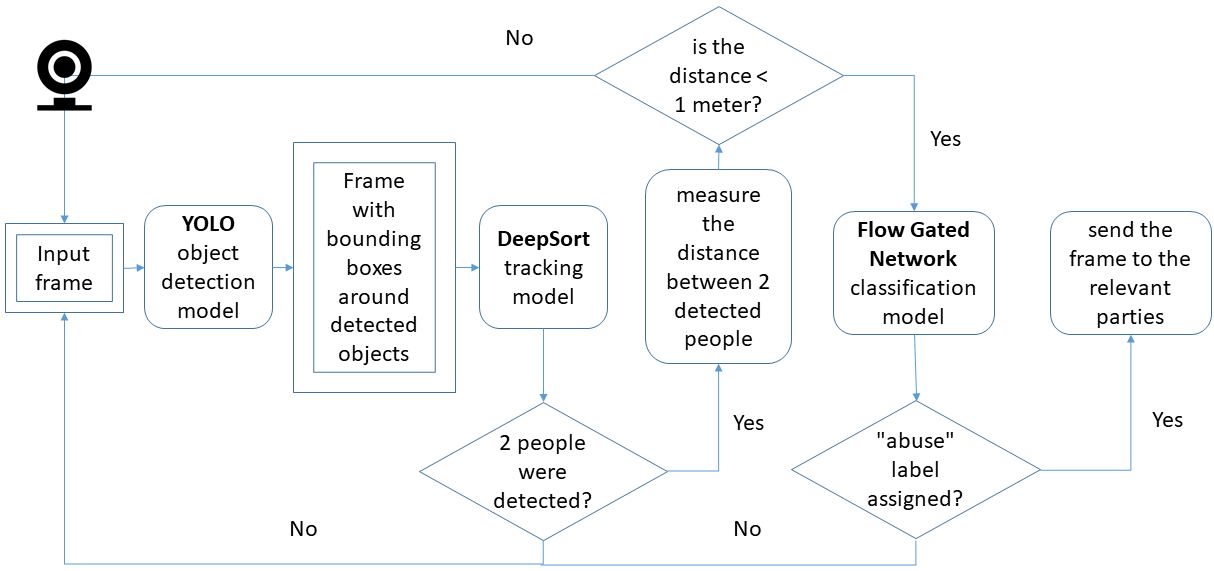 No
is the
distance <
1 meter?
Yes
Input
frame
YOLO
object
detection
model
Frame
with
bounding
boxes
around
detected
objects
DeepSort
tracking
model
measure
the
distance
between 2
detected
people
Flow Gated
Network
classification
model
send the
frame to the
relevant
parties
2 people
were
detected?
Yes
"abuse"
label
assigned?
Yes
No
No